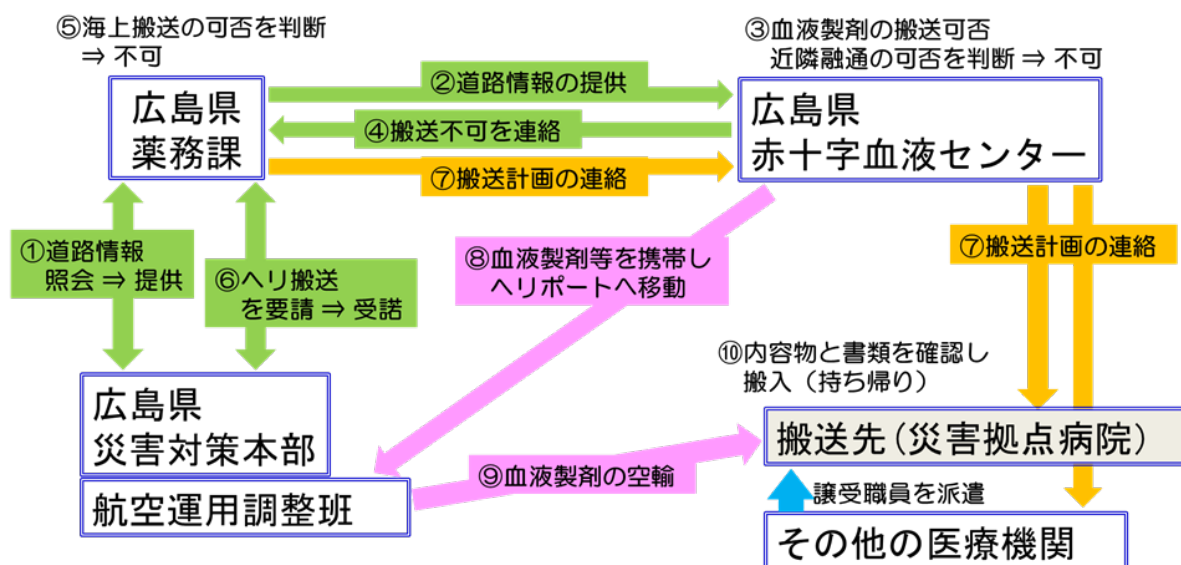 ⑤海上搬送の可否を判断
⇒ 不可
③血液製剤の搬送可否
近隣融通の可否を判断 ⇒ 不可
広島県
薬務課
②道路情報の提供
④搬送不可を連絡
⑦搬送計画の連絡
広島県
赤十字血液センター
①道路情報
照会 ⇒ 提供
⑥ヘリ搬送
を要請 ⇒ 受諾
⑧血液製剤等を携帯し
ヘリポートへ移動
⑦搬送計画の連絡
⑩内容物と書類を確認し
搬入（持ち帰り）
広島県
災害対策本部
航空運用調整班
⑨血液製剤の空輸
搬送先(災害拠点病院)
譲受職員を派遣
その他の医療機関